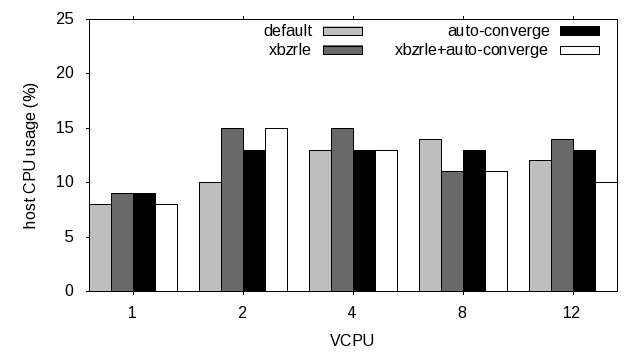 25
20
15
10
5
0
host CPU usage (%)
default
xbzrle
auto-converge
xbzrle+auto-converge
1 2 4 8 12
VCPU